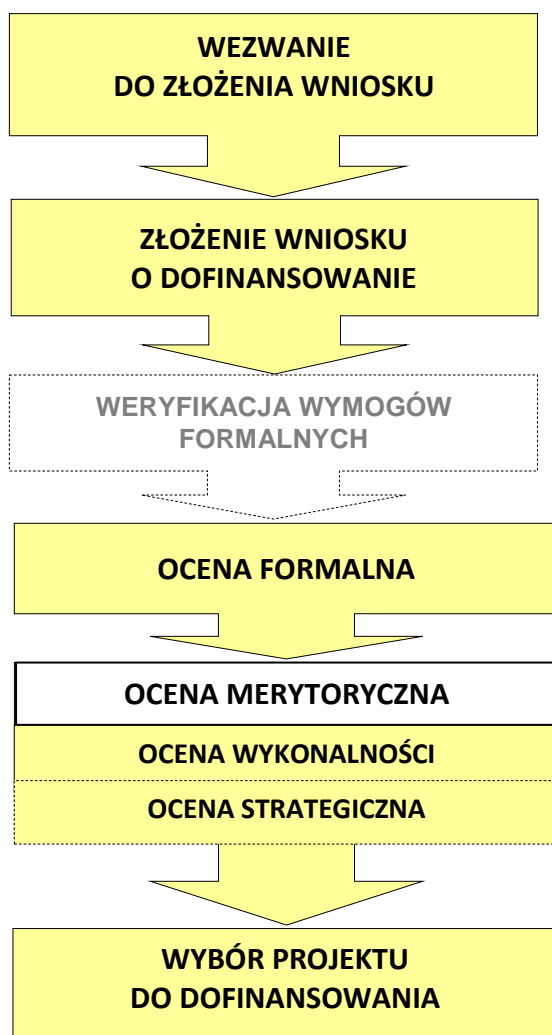 WEZWANIE
DO ZŁOŻENIA WNIOSKU
ZŁOŻENIE WNIOSKU
O DOFINANSOWANIE
WERYFIKACJA WYMOGÓW
FORMALNYCH
OCENA FORMALNA
OCENA MERYTORYCZNA
OCENA WYKONALNOŚCI
OCENA STRATEGICZNA
WYBÓR PROJEKTU
DO DOFINANSOWANIA